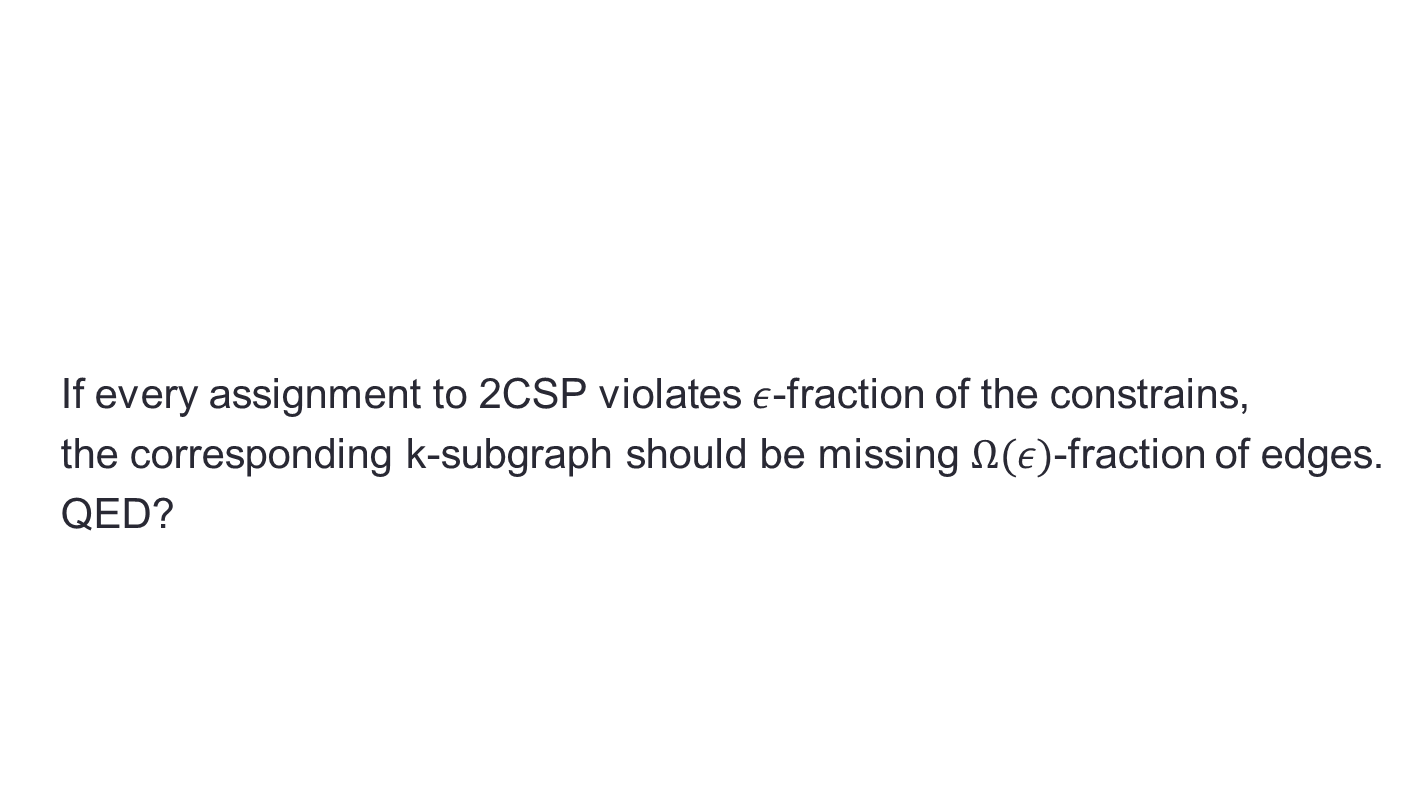 If every assignment to 2CSP violates ϵ-fraction of the constrains,
the corresponding k-subgraph should be missing Ω(ϵ)-fraction of edges.
QED?